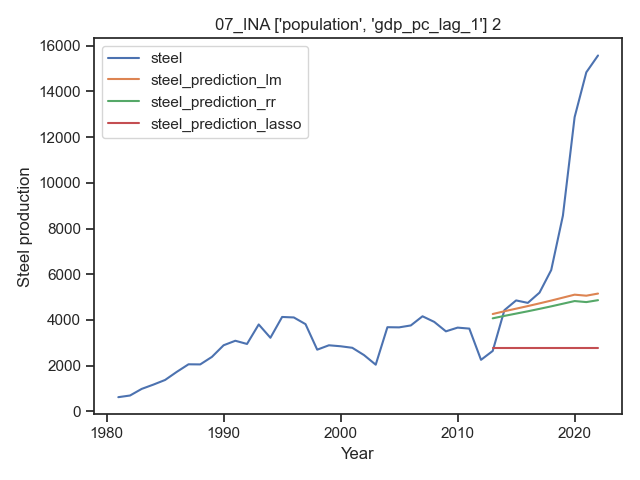 07_INA ['population', 'gdp_pc_lag_1'] 2
16000
14000
12000
10000
8000
6000
4000
2000
0
steel
steel_prediction_lm
steel_prediction_rr
steel_prediction_lasso
Steel production
1980
1990
2000
2010
2020
Year